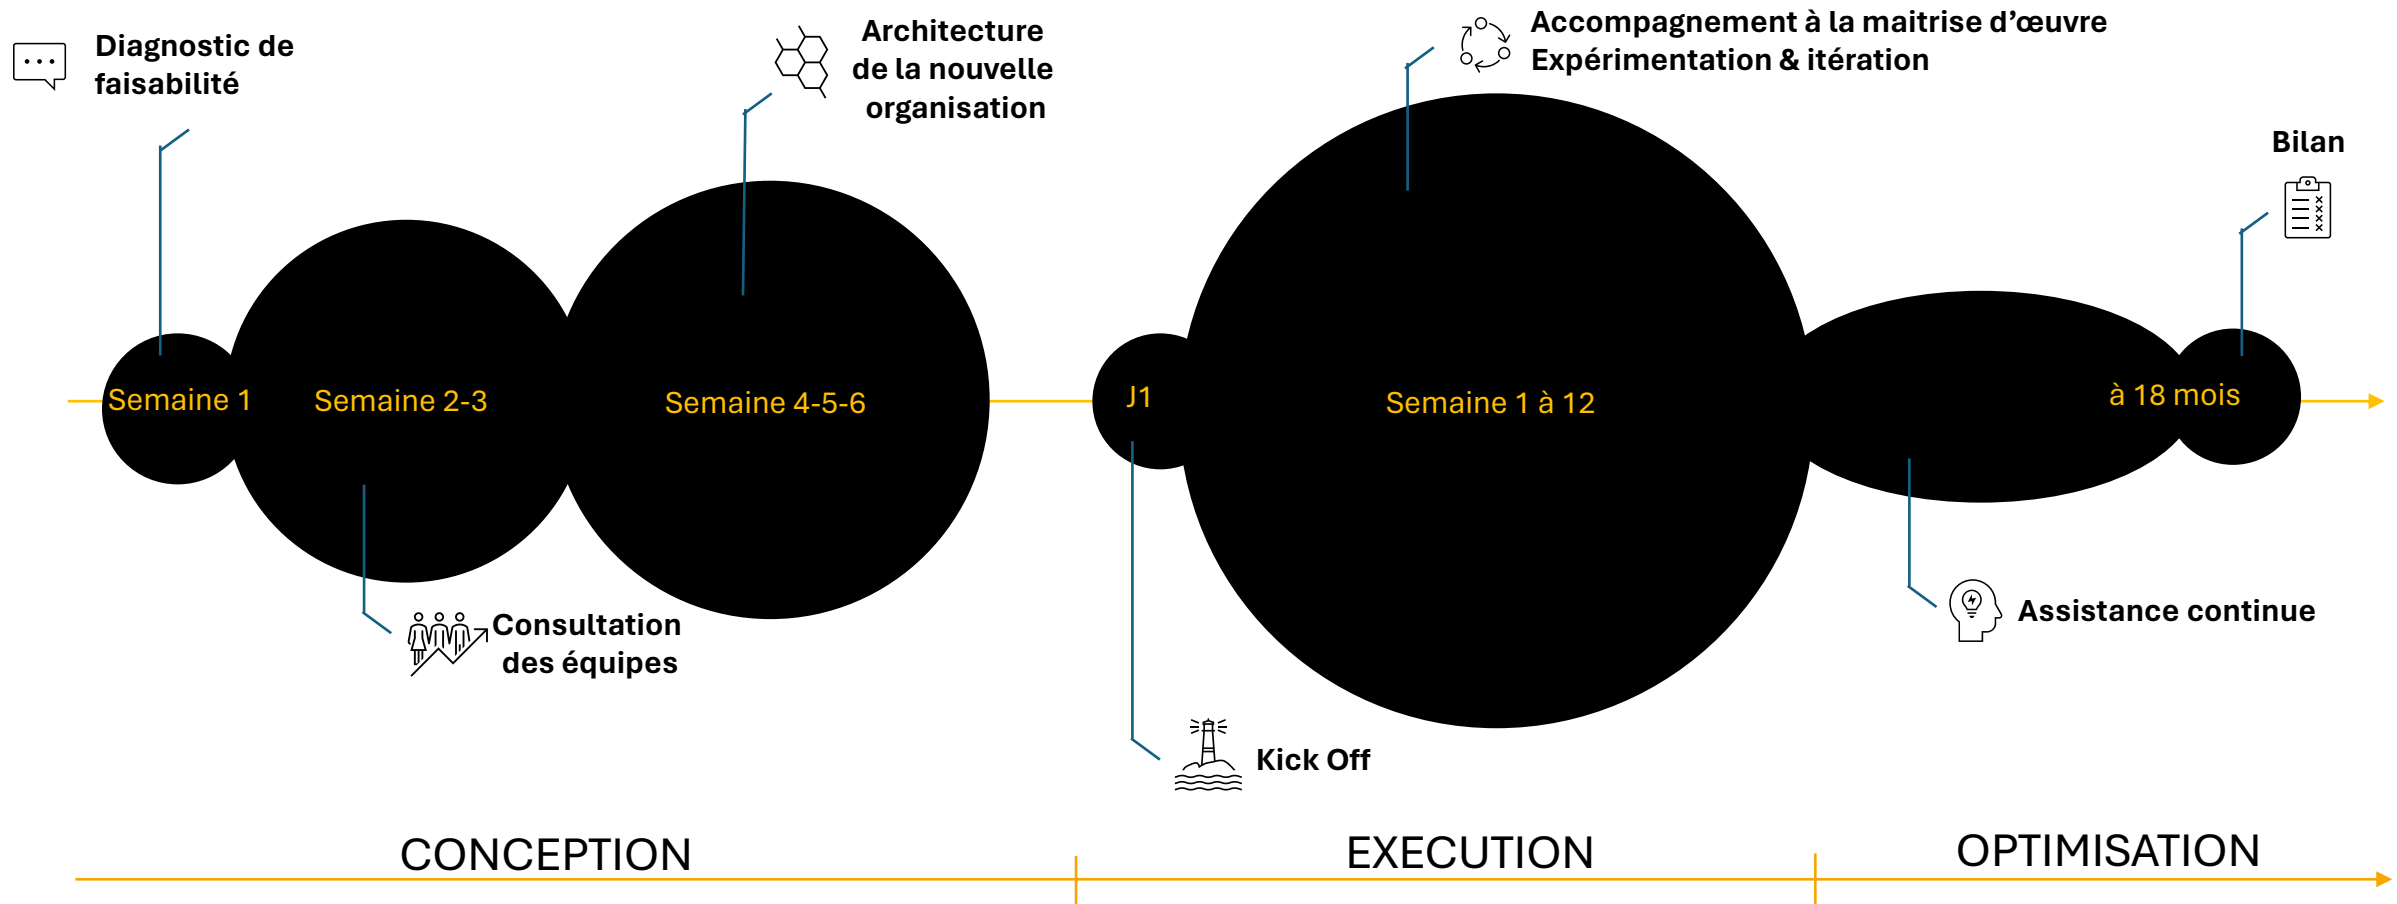 Diagnostic de
faisabilité
Architecture
de la nouvelle
organisation
Accompagnement à la maitrise d’œuvre
Expérimentation & itération
Bilan
Semaine 1
Semaine 2-3
Semaine 4-5-6
J1
Semaine 1 à 12
à 18 mois
Consultation
des équipes
Assistance continue
Kick Off
CONCEPTION
EXECUTION
OPTIMISATION